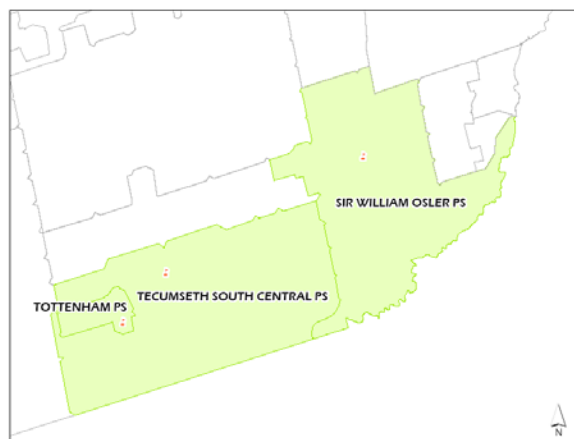 SIR WILLIAM OSLER PS
TECUMSETH SOUTH CENTRAL PS
TOTTENHAM PS
N